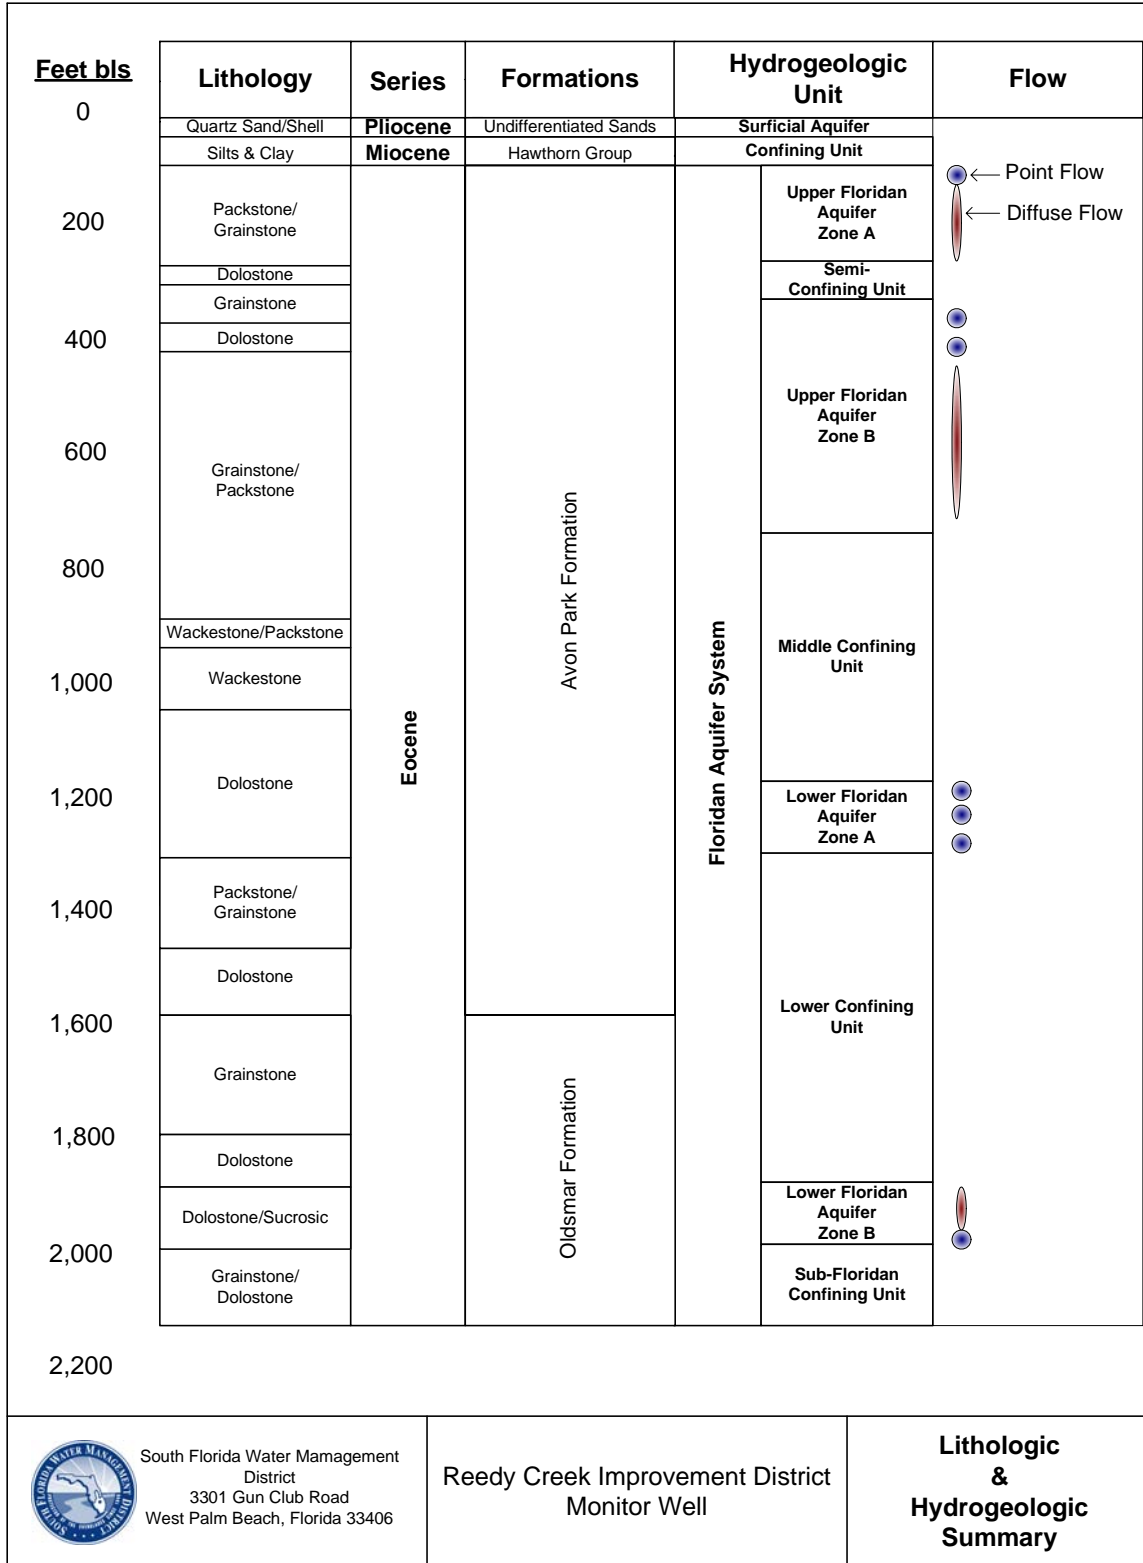 Feet bls
Lithology
Series
Formations
Hydrogeologic
Unit
Flow
0
Quartz Sand/Shell
Pliocene
Undifferentiated Sands
Surficial Aquifer
Silts & Clay
Miocene
Hawthorn Group
Confining Unit
Point Flow
Diffuse Flow
200
Packstone/
Grainstone
Upper Floridan
Aquifer
Zone A
Dolostone
Semi-
Confining Unit
Grainstone
400
Dolostone
Upper Floridan
Aquifer
Zone B
600
Grainstone/
Packstone
800
Avon Park Formation
Wackestone/Packstone
Middle Confining
Unit
1,000
Wackestone
Eocene
Floridan Aquifer System
1,200
Dolostone
Lower Floridan
Aquifer
Zone A
1,400
Packstone/
Grainstone
Dolostone
Lower Confining
Unit
1,600
Grainstone
1,800
Dolostone
Oldsmar Formation
Dolostone/Sucrosic
Lower Floridan
Aquifer
Zone B
2,000
Grainstone/
Dolostone
Sub-Floridan
Confining Unit
2,200
SOUTH FLORIDA WATER MANAGEMENT DISTRICT
South Florida Water Mamagement
District
3301 Gun Club Road
West Palm Beach, Florida 33406
Reedy Creek Improvement District
Monitor Well
Lithologic
&
Hydrogeologic
Summary